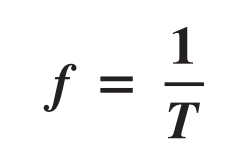 f = 1/T